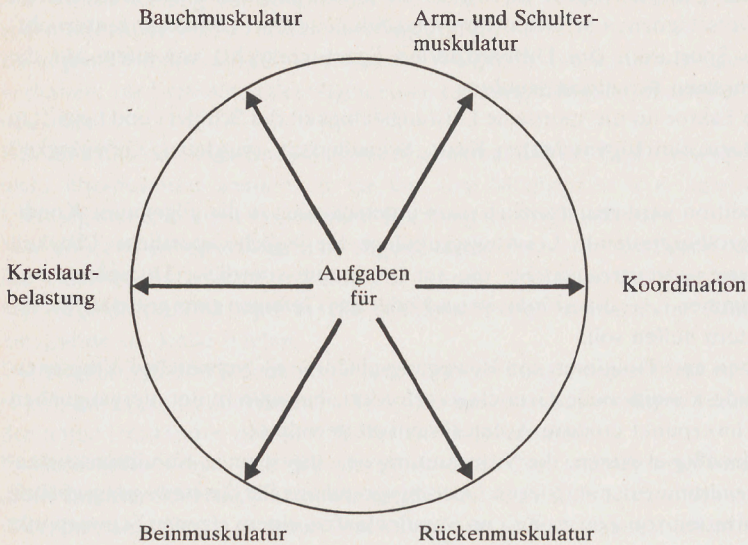 Bauchmuskulatur
Arm- und Schulter-
muskulatur
Kreislauf-
belastung
Aufgaben
für
Koordination
Beinmuskulatur
Rückenmuskulatur